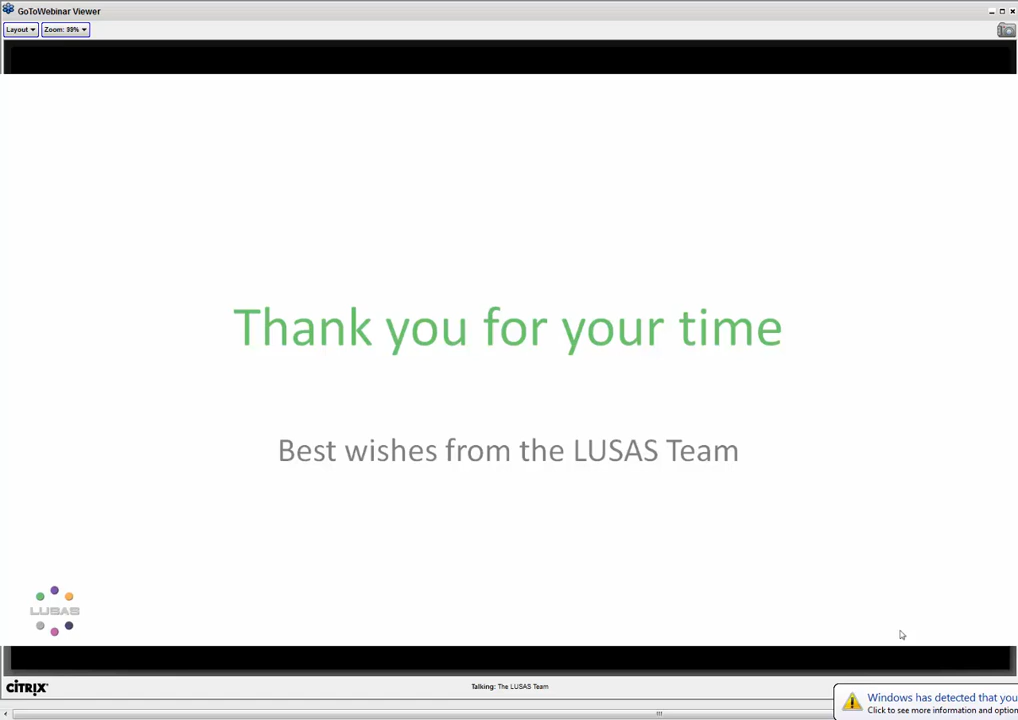 GoToWebinar Viewer
Layout Zoom: 99%
Thank you for your time
Best wishes from the LUSAS Team
LUSAS
CITRIX
Talking: The LUSAS Team
Windows has detected that you
Click to see more information and option